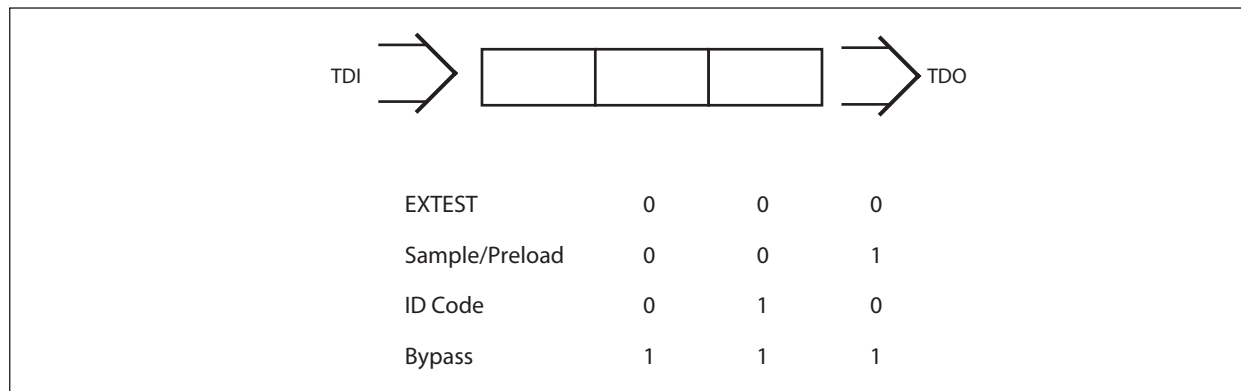 TDI TDO
EXTEST 0 0 0
Sample/Preload 0 0 1
ID Code 0 1 0
Bypass 1 1 1